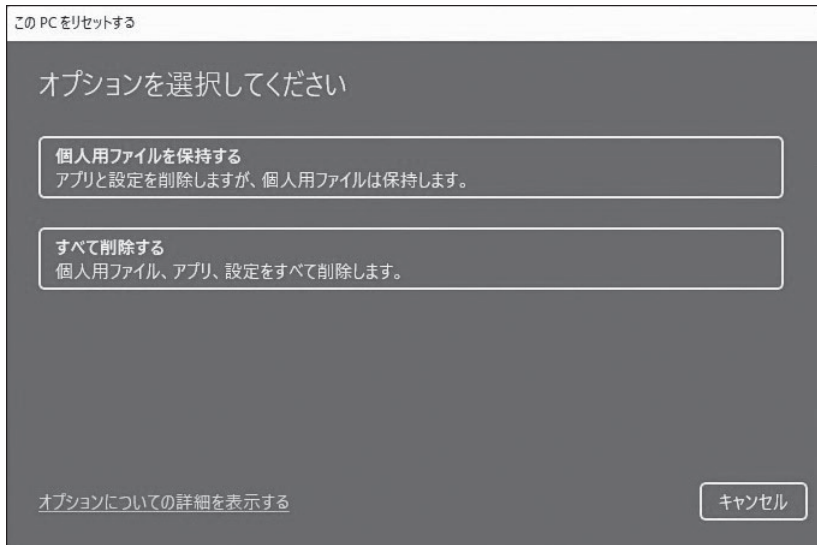 この PC をリセットする
オプションを選択してください
個人用ファイルを保持する
アプリと設定を削除しますが、個人用ファイルは保持します。
すべて削除する
個人用ファイル、アプリ、設定をすべて削除します。
オプションについての詳細を表示する
キャンセル